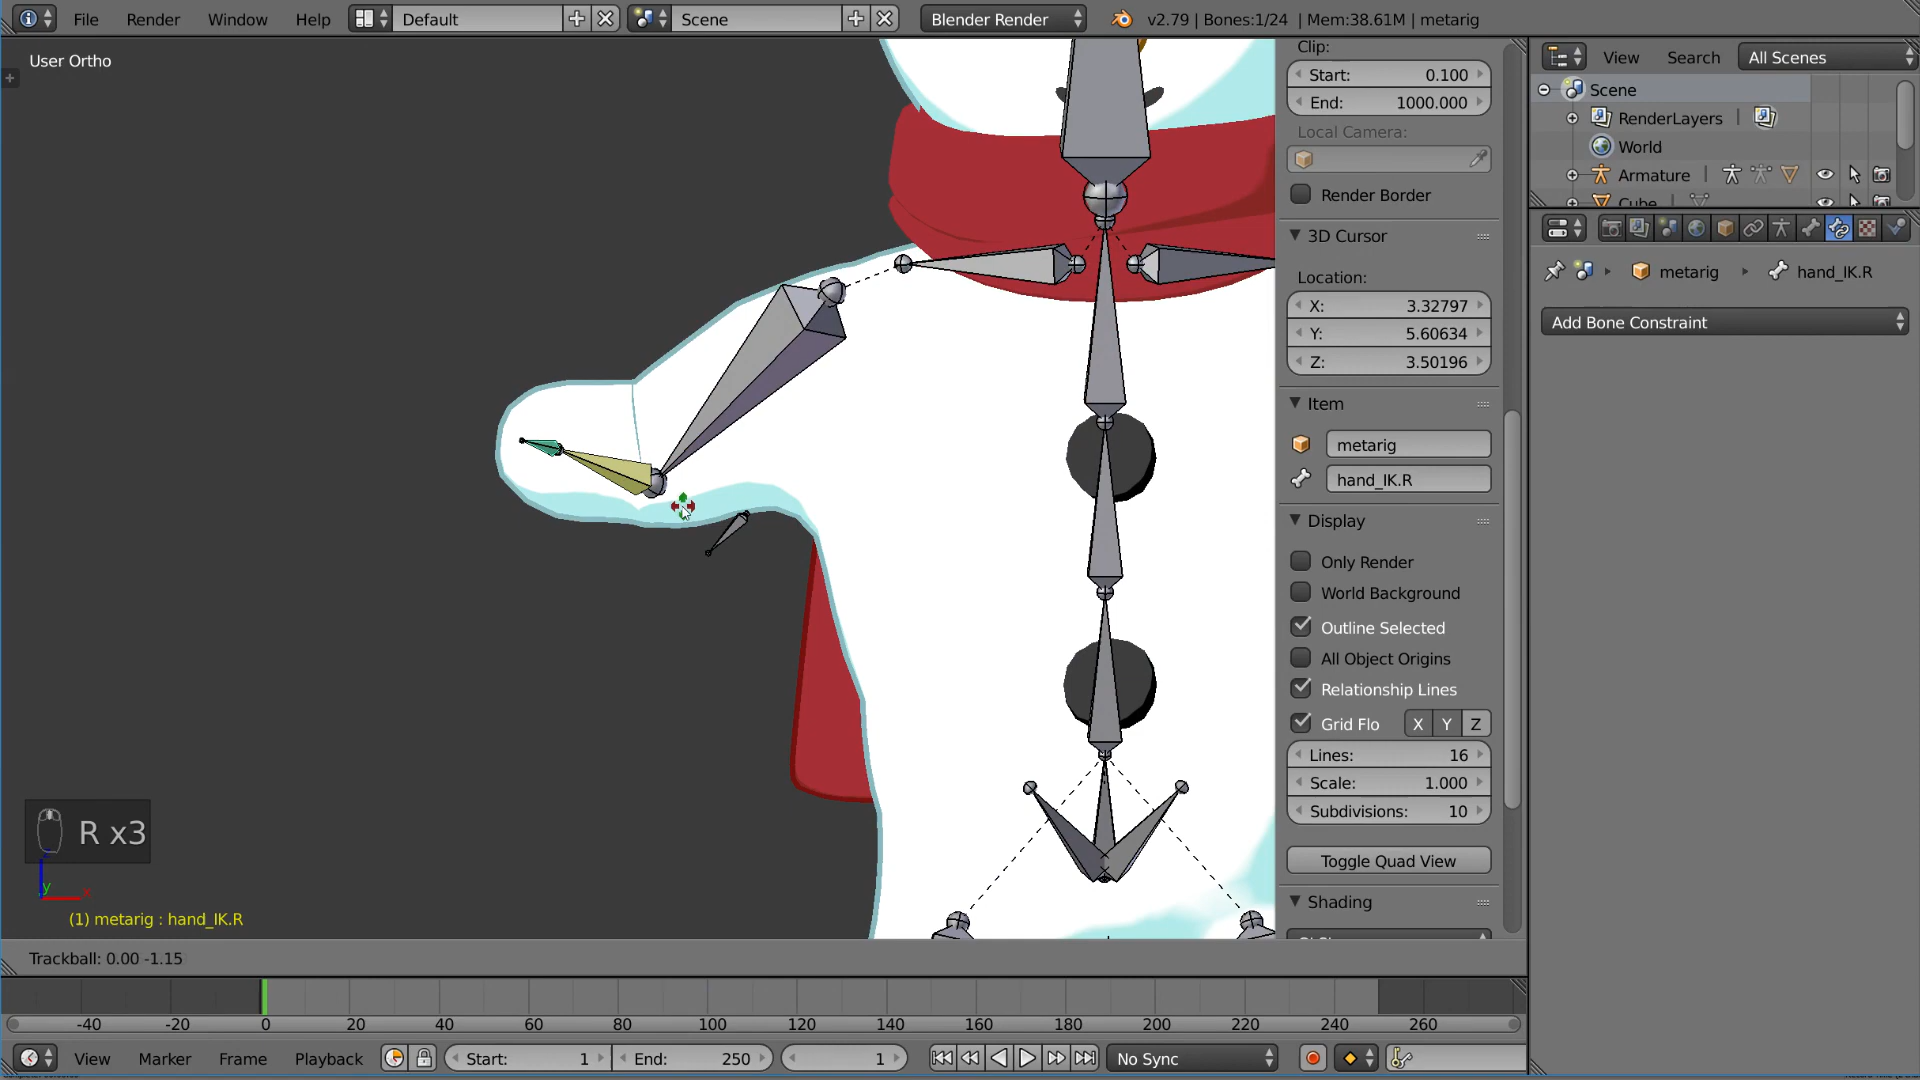 File Render Window Help Default Scene Blender Render v2.79 | Bones:1/24 | Mem:38.61M | metarig
User Ortho
Clip:
Start: 0.100
End: 1000.000
Local Camera:
Render Border
3D Cursor
Location:
X: 3.32797
Y: 5.60634
Z: 3.50196
Item
metarig
hand_IK.R
Display
Only Render
World Background
Outline Selected
All Object Origins
Relationship Lines
Grid Flo X Y Z
Lines: 16
Scale: 1.000
Subdivisions: 10
Toggle Quad View
Shading
View Search All Scenes
Scene
RenderLayers |
World
Armature |
Cube
metarig hand_IK.R
Add Bone Constraint
R x3
y x
(1) metarig : hand_IK.R
Trackball: 0.00 -1.15
-40 -20 0 20 40 60 80 100 120 140 160 180 200 220 240 260
View Marker Frame Playback Start: 1 End: 250 1 No Sync